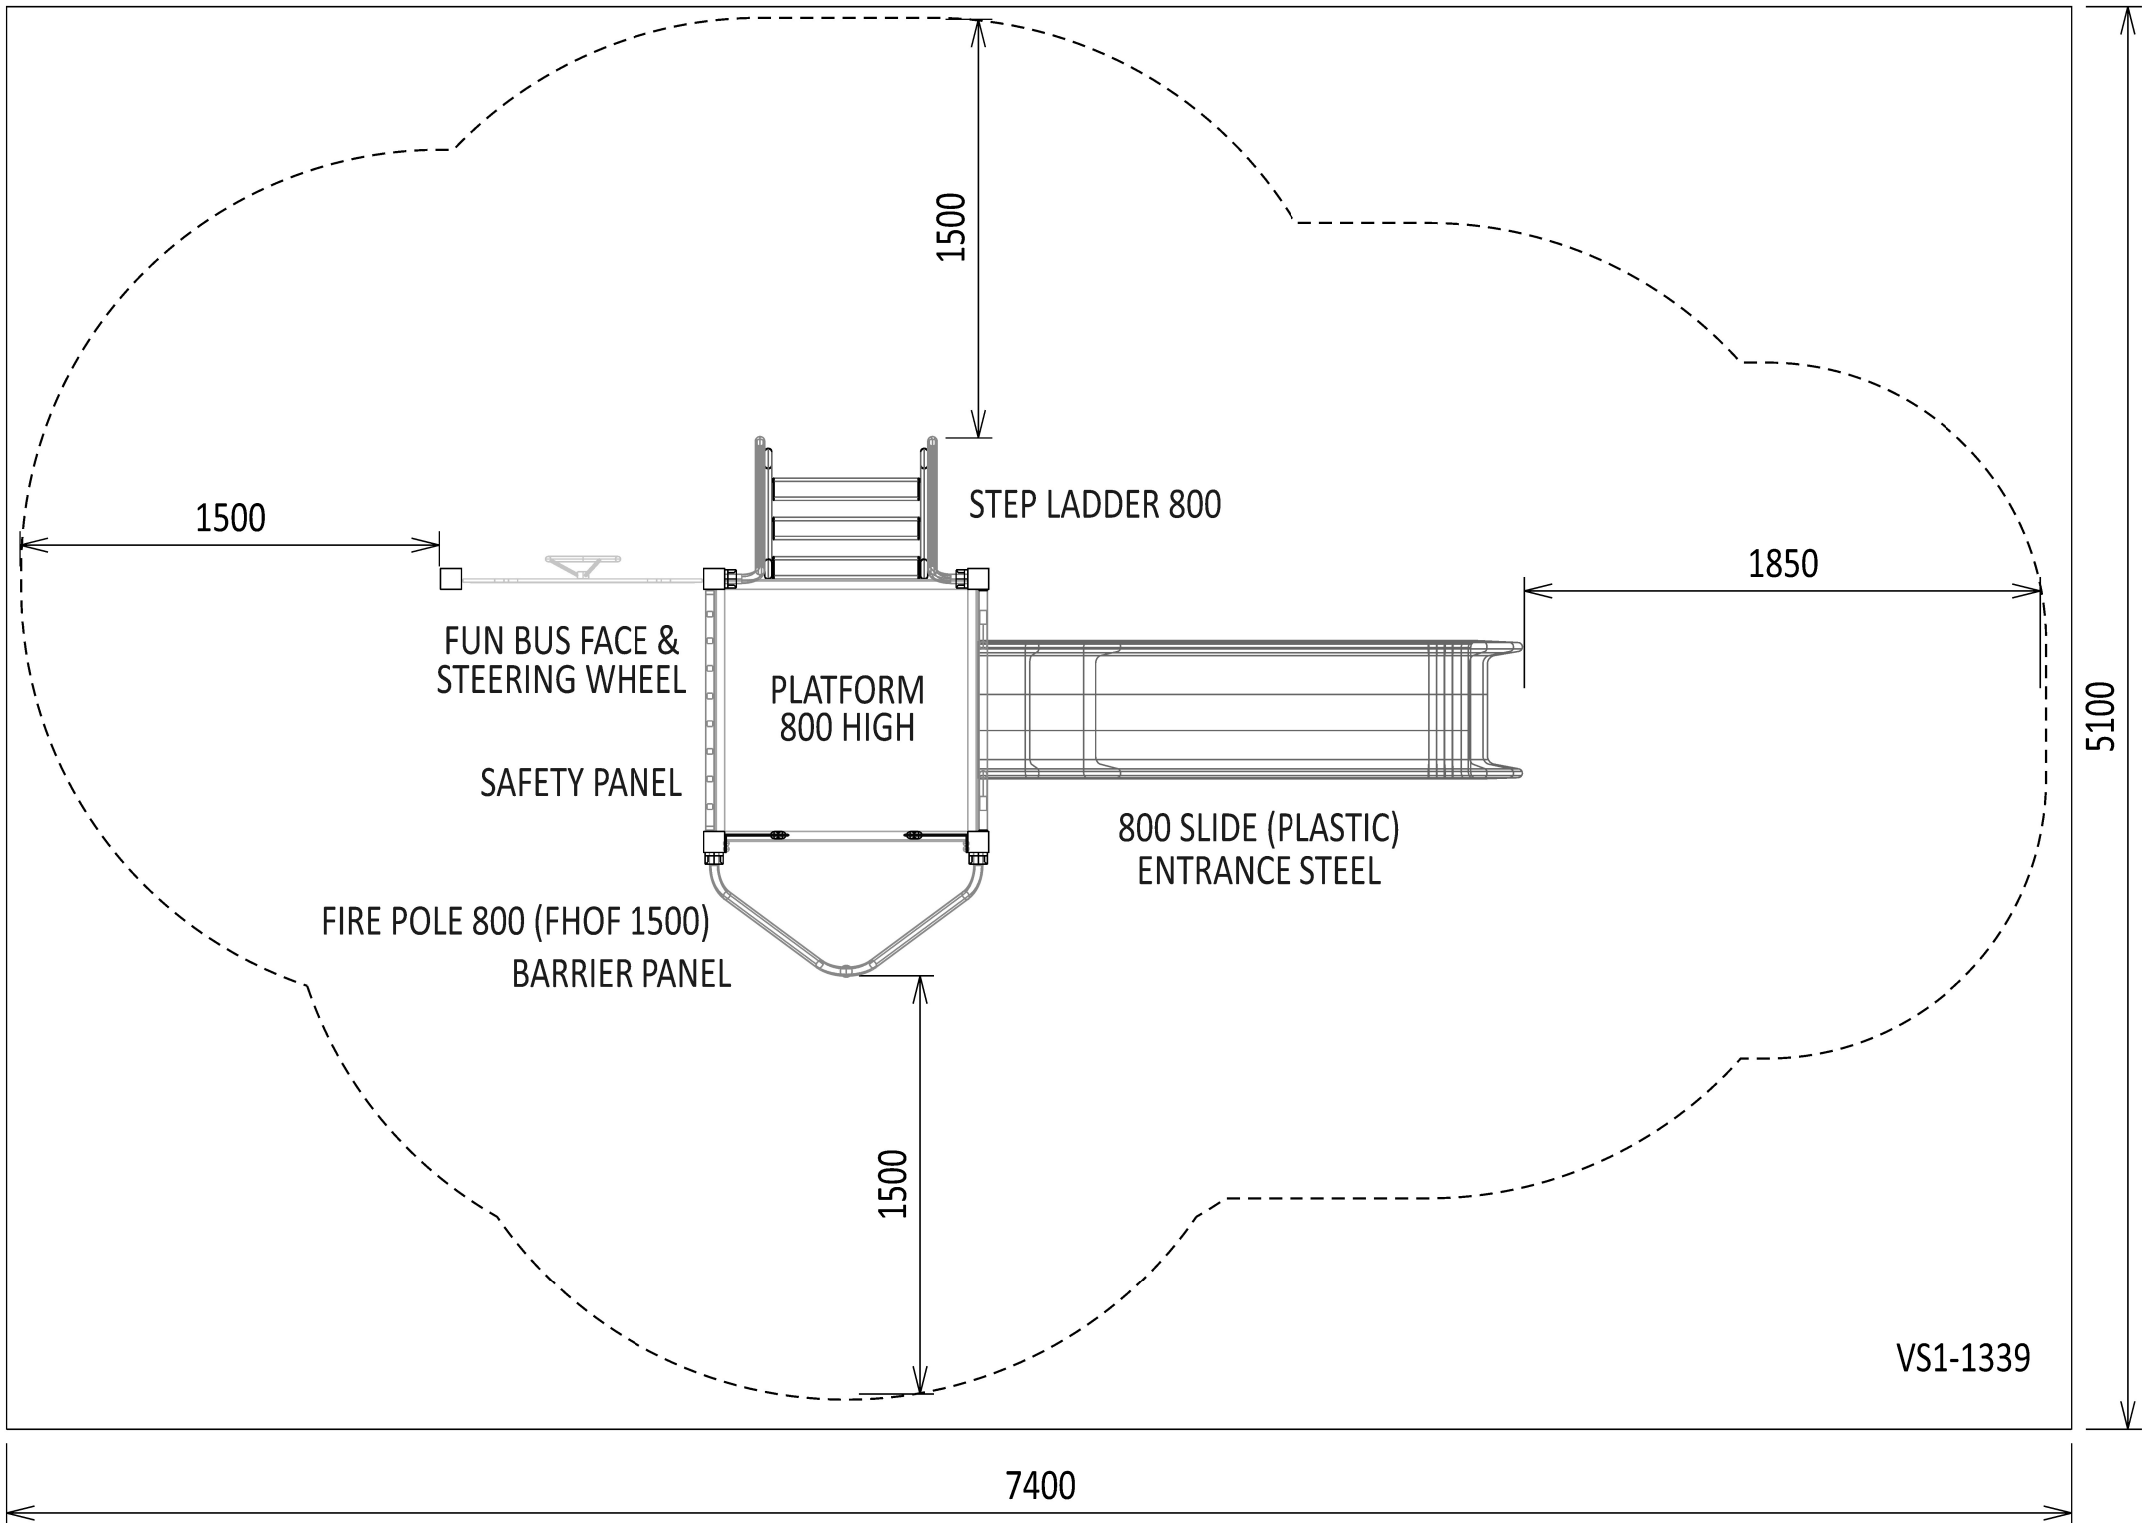 1500
STEP LADDER 800
1500
1850
FUN BUS FACE &
STEERING WHEEL
PLATFORM
800 HIGH
5100
SAFETY PANEL
800 SLIDE (PLASTIC)
ENTRANCE STEEL
FIRE POLE 800 (FHOF 1500)
BARRIER PANEL
1500
VS1-1339
7400